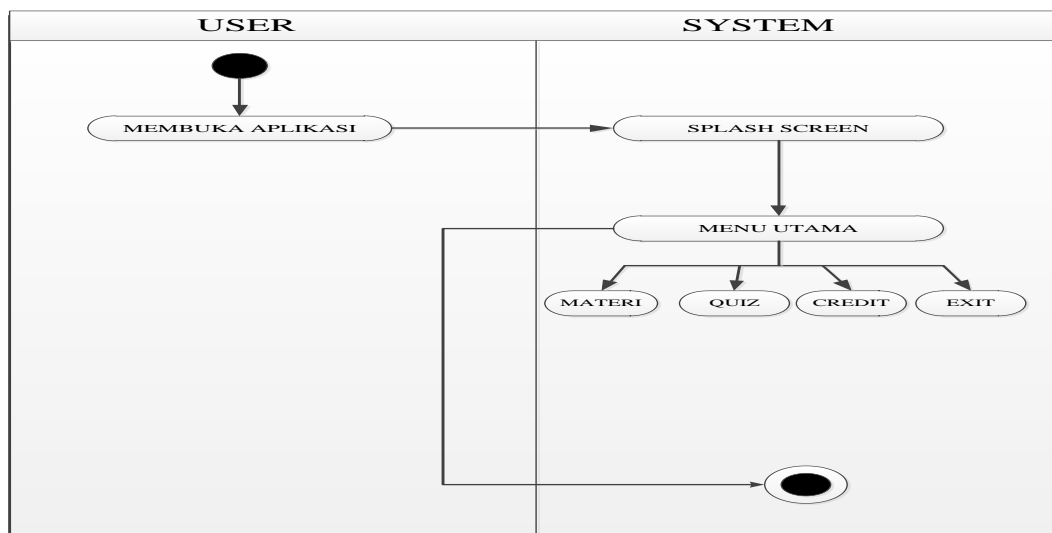 USER
SYSTEM
MEMBUKA APLIKASI
SPLASH SCREEN
MENU UTAMA
MATERI
QUIZ
CREDIT
EXIT